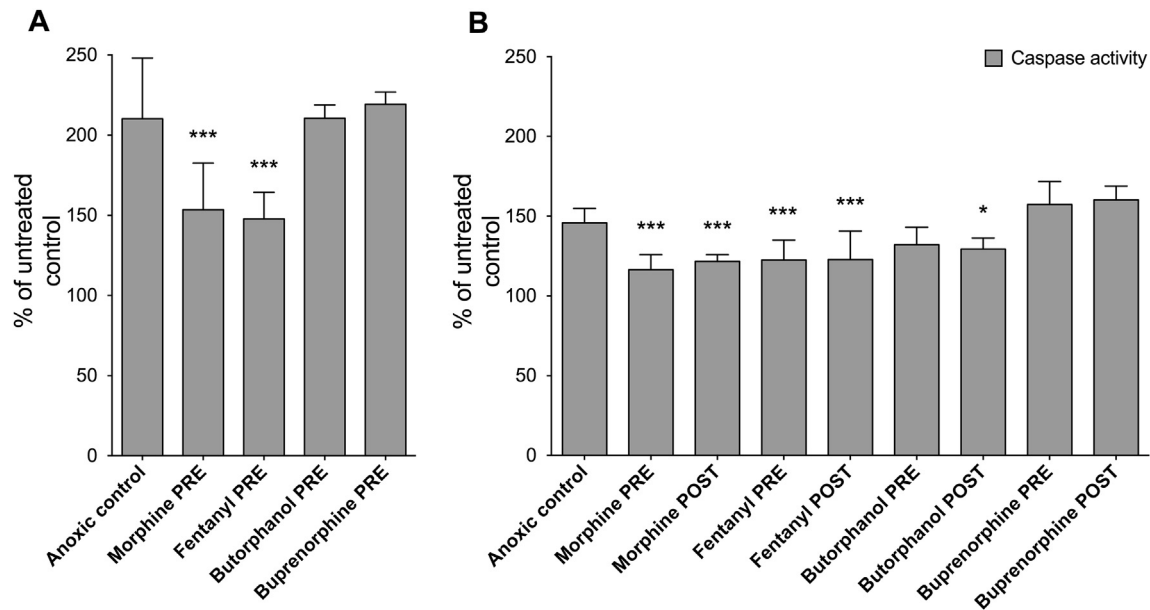 A
250
200
150
100
50
0
% of untreated
control
***
***
Anoxic control
Morphine PRE
Fentanyl PRE
Butorphanol PRE
Buprenorphine PRE
B
Caspase activity
250
200
150
100
50
0
% of untreated
control
***
***
***
***
*
Anoxic control
Morphine PRE
Morphine POST
Fentanyl PRE
Fentanyl POST
Butorphanol PRE
Butorphanol POST
Buprenorphine PRE
Buprenorphine POST